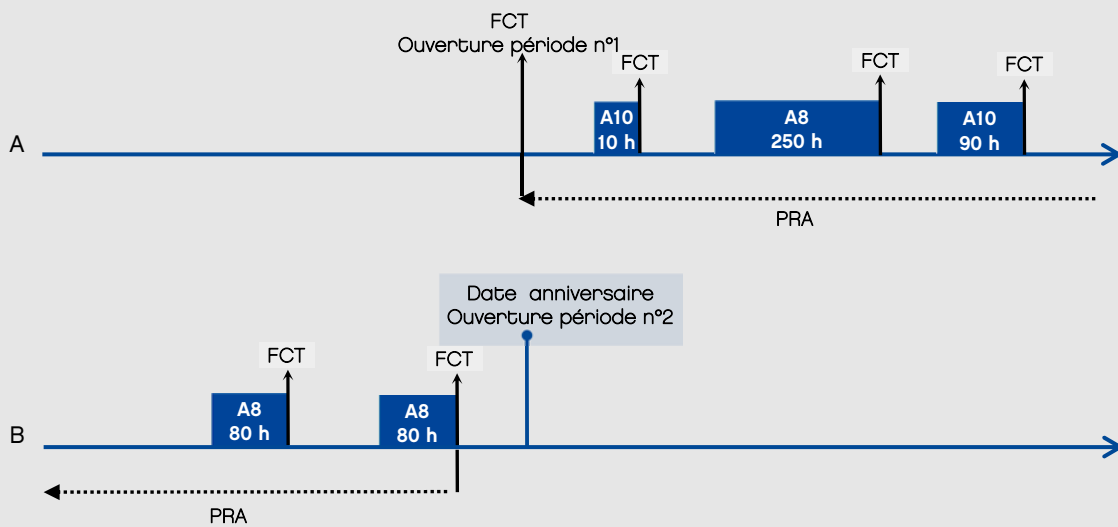 FCT
Ouverture période n°1
FCT
FCT
FCT
A10
10 h
A8
250 h
A10
90 h
A
PRA
Date anniversaire
Ouverture période n°2
FCT
FCT
A8
80 h
A8
80 h
B
PRA